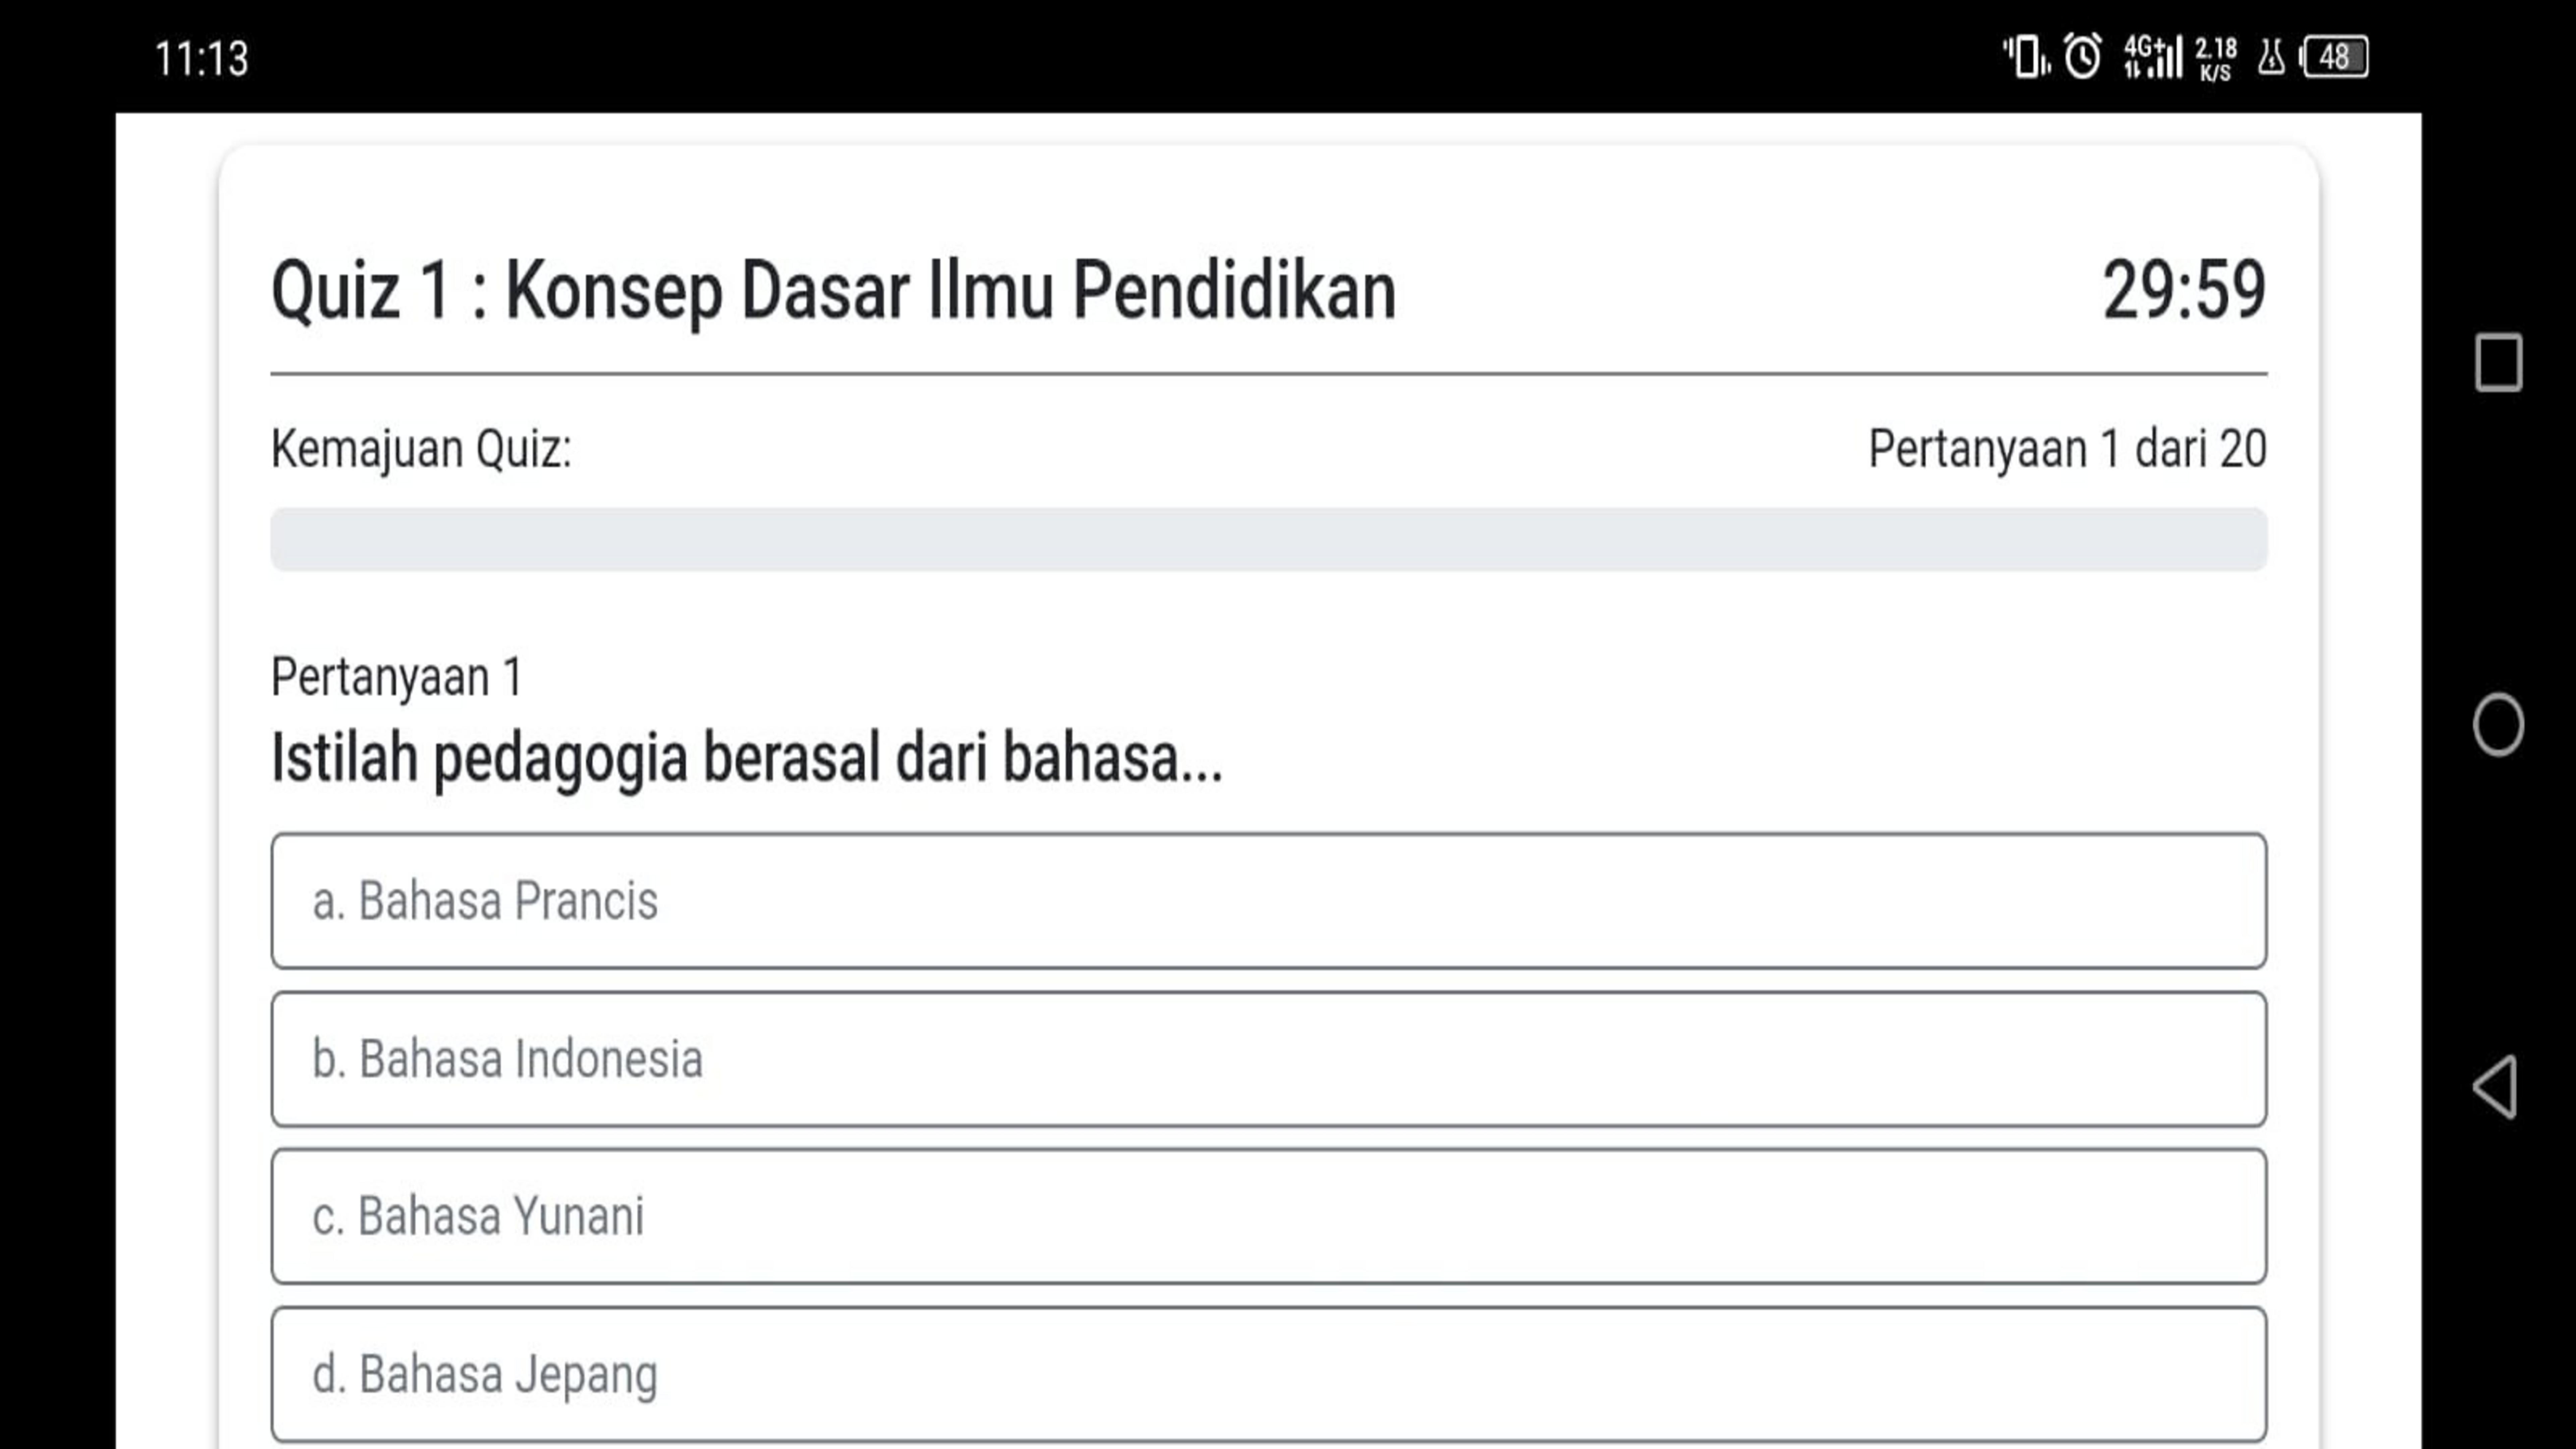 11:13
4G+ 2.18 K/S 48
Quiz 1 : Konsep Dasar Ilmu Pendidikan 29:59
Kemajuan Quiz: Pertanyaan 1 dari 20
Pertanyaan 1
Istilah pedagogia berasal dari bahasa...
a. Bahasa Prancis
b. Bahasa Indonesia
c. Bahasa Yunani
d. Bahasa Jepang